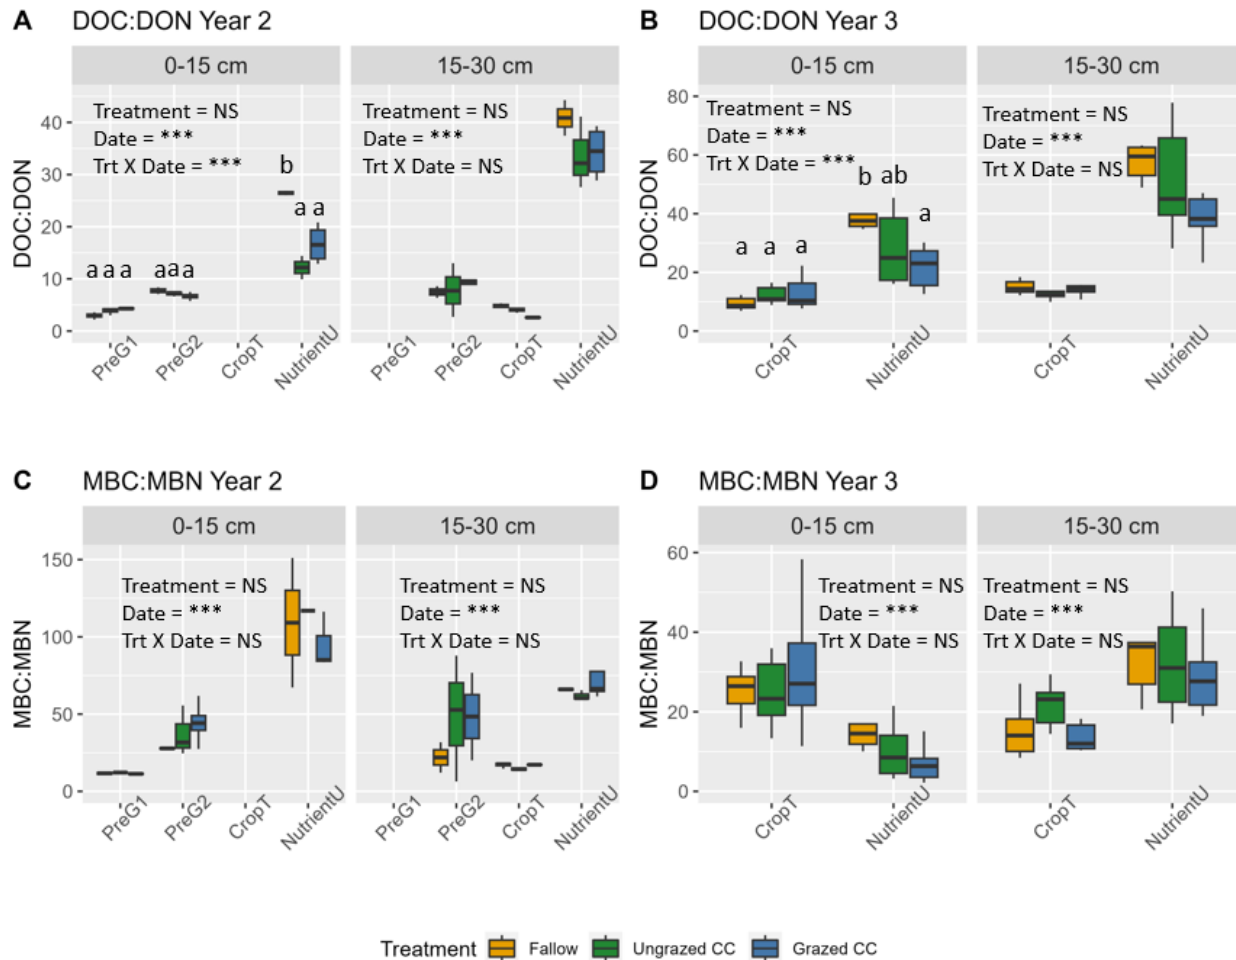 A DOC:DON Year 2
0-15 cm 15-30 cm
DOC:DON
40
30
20
10
0
Treatment = NS
Date = ***
Trt X Date = ***
b
a a
a a a
a a a
PreG1 PreG2 CropT NutrientU
Treatment = NS
Date = ***
Trt X Date = NS
PreG1 PreG2 CropT NutrientU
B DOC:DON Year 3
0-15 cm 15-30 cm
DOC:DON
80
60
40
20
0
Treatment = NS
Date = ***
Trt X Date = ***
b ab
a
a a a
CropT NutrientU
Treatment = NS
Date = ***
Trt X Date = NS
CropT NutrientU
C MBC:MBN Year 2
0-15 cm 15-30 cm
MBC:MBN
150
100
50
0
Treatment = NS
Date = ***
Trt X Date = NS
PreG1 PreG2 CropT NutrientU
Treatment = NS
Date = ***
Trt X Date = NS
PreG1 PreG2 CropT NutrientU
D MBC:MBN Year 3
0-15 cm 15-30 cm
MBC:MBN
60
40
20
0
Treatment = NS
Date = ***
Trt X Date = NS
CropT NutrientU
Treatment = NS
Date = ***
Trt X Date = NS
CropT NutrientU
Treatment Fallow Ungrazed CC Grazed CC